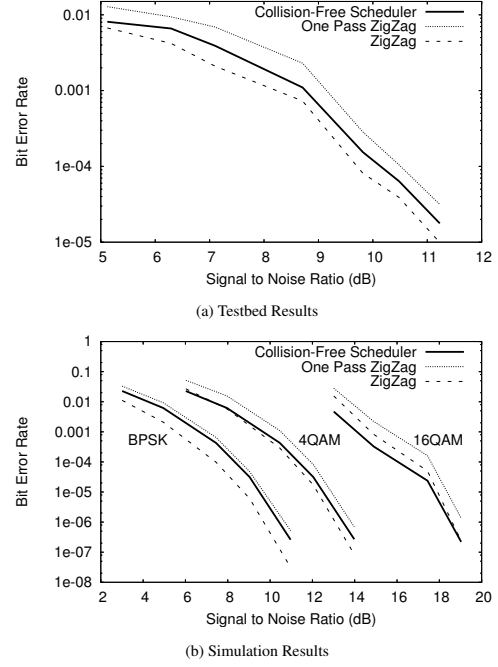 Collision-Free Scheduler
One Pass ZigZag
ZigZag
0.01
0.001
1e-04
1e-05
Bit Error Rate
5 6 7 8 9 10 11 12
Signal to Noise Ratio (dB)
(a) Testbed Results
Collision-Free Scheduler
One Pass ZigZag
ZigZag
1
0.1
0.01
0.001
1e-04
1e-05
1e-06
1e-07
1e-08
Bit Error Rate
BPSK 4QAM 16QAM
2 4 6 8 10 12 14 16 18 20
Signal to Noise Ratio (dB)
(b) Simulation Results